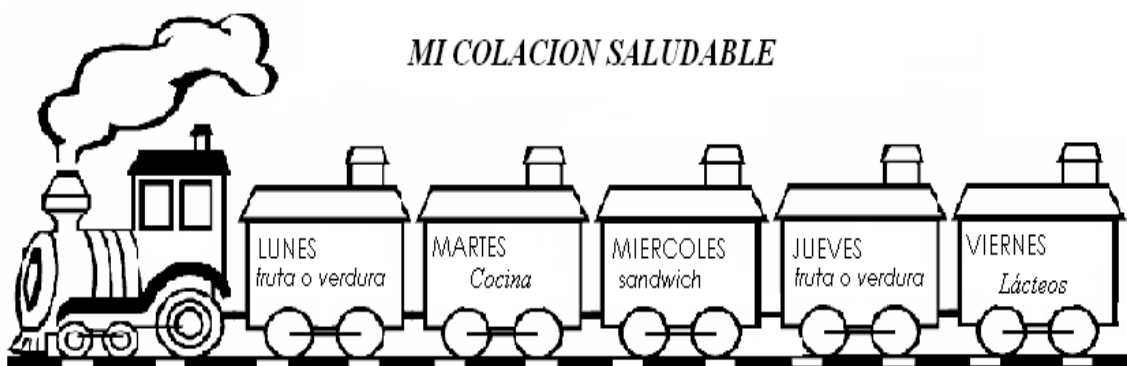 MI COLACION SALUDABLE
LUNES
fruta o verdura
MARTES
Cocina
MIERCOLES
sandwich
JUEVES
fruta o verdura
VIERNES
Lácteos